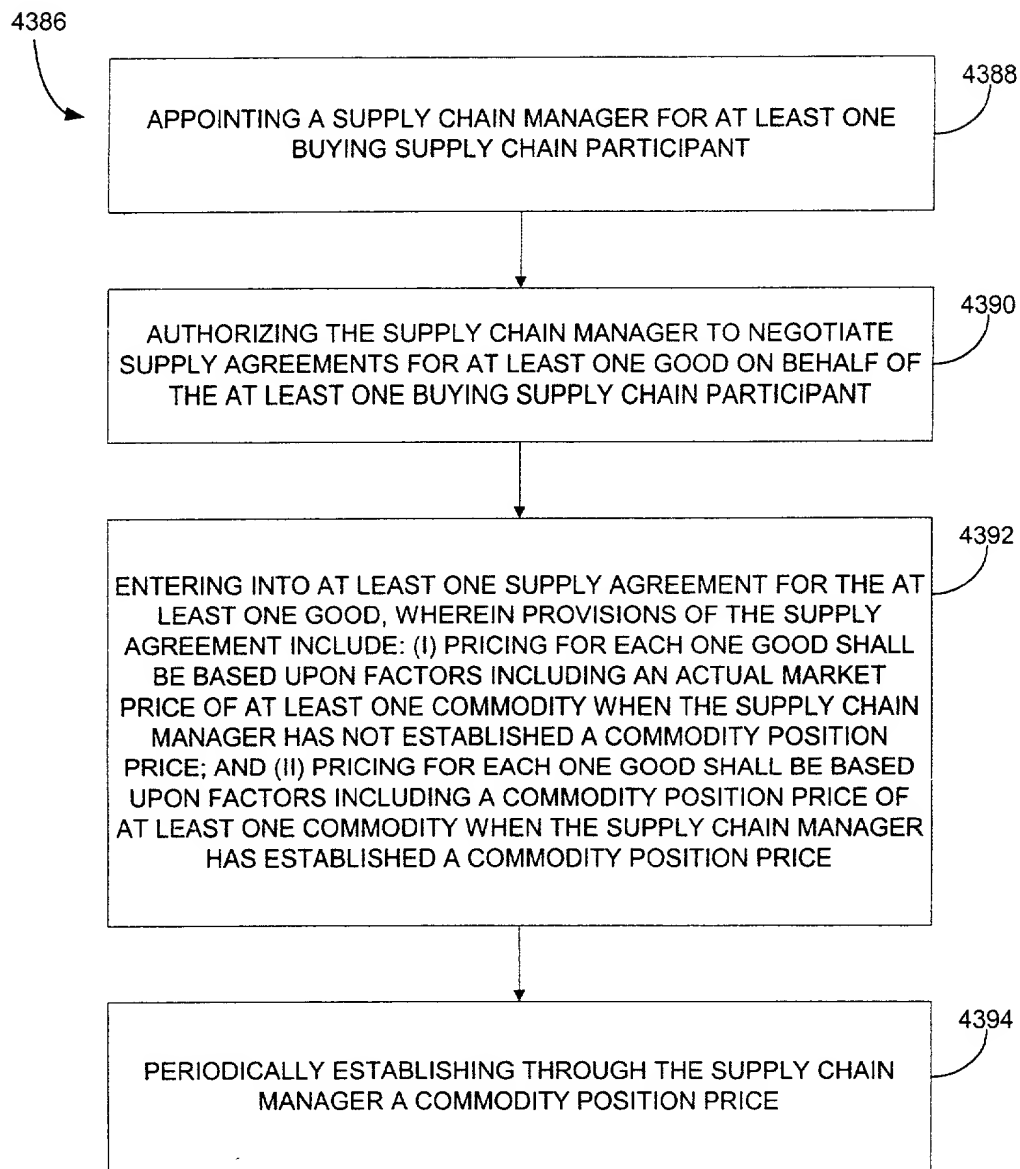 4386
4388
APPOINTING A SUPPLY CHAIN MANAGER FOR AT LEAST ONE
BUYING SUPPLY CHAIN PARTICIPANT
4390
AUTHORIZING THE SUPPLY CHAIN MANAGER TO NEGOTIATE
SUPPLY AGREEMENTS FOR AT LEAST ONE GOOD ON BEHALF OF
THE AT LEAST ONE BUYING SUPPLY CHAIN PARTICIPANT
4392
ENTERING INTO AT LEAST ONE SUPPLY AGREEMENT FOR THE AT
LEAST ONE GOOD, WHEREIN PROVISIONS OF THE SUPPLY
AGREEMENT INCLUDE: (I) PRICING FOR EACH ONE GOOD SHALL
BE BASED UPON FACTORS INCLUDING AN ACTUAL MARKET
PRICE OF AT LEAST ONE COMMODITY WHEN THE SUPPLY CHAIN
MANAGER HAS NOT ESTABLISHED A COMMODITY POSITION
PRICE; AND (II) PRICING FOR EACH ONE GOOD SHALL BE BASED
UPON FACTORS INCLUDING A COMMODITY POSITION PRICE OF
AT LEAST ONE COMMODITY WHEN THE SUPPLY CHAIN MANAGER
HAS ESTABLISHED A COMMODITY POSITION PRICE
4394
PERIODICALLY ESTABLISHING THROUGH THE SUPPLY CHAIN
MANAGER A COMMODITY POSITION PRICE